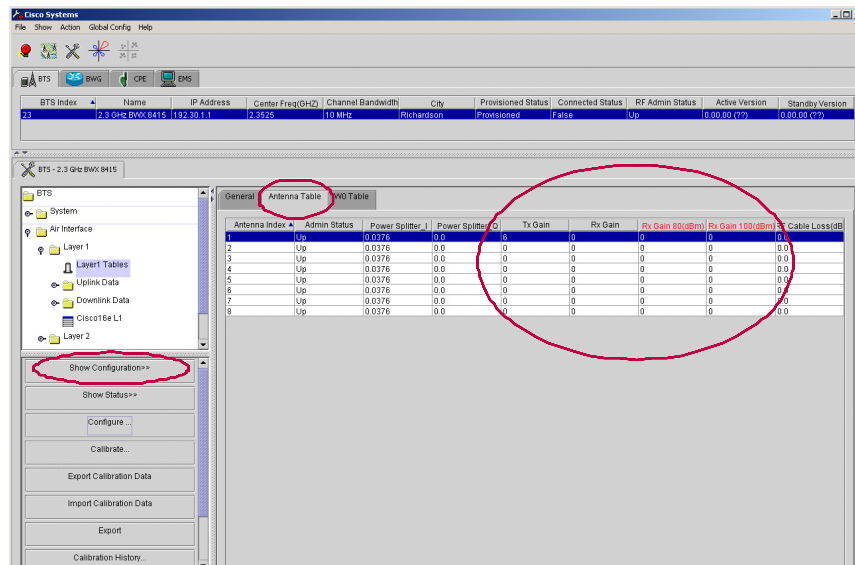 Cisco Systems
File Show Action Global Config Help
BTS BWG CPE EMS
BTS Index Name IP Address Center Freq(GHZ) Channel Bandwidth City Provisioned Status Connected Status RF Admin Status Active Version Standby Version
23 2.3 GHz BWX 8415 192.30.1.1 2.3525 10 MHz Richardson Provisioned False Up 0.00.00 (??) 0.00.00 (??)
BTS - 2.3 GHz BWX 8415
BTS
System
Air Interface
Layer 1
Layer1 Tables
Uplink Data
Downlink Data
Cisco16e L1
Layer 2
Show Configuration>>
Show Status>>
Configure ...
Calibrate...
Export Calibration Data
Import Calibration Data
Export
Calibration History...
General Antenna Table Table
Antenna Index Admin Status Power Splitter_I Power Splitter_Q Tx Gain Rx Gain Rx Gain 80(dBm) Rx Gain 100(dBm) Cable Loss(dB
1 Up 0.0376 0.0 6 0 0 0 0.0
2 Up 0.0376 0.0 0 0 0 0 0.0
3 Up 0.0376 0.0 0 0 0 0 0.0
4 Up 0.0376 0.0 0 0 0 0 0.0
5 Up 0.0376 0.0 0 0 0 0 0.0
6 Up 0.0376 0.0 0 0 0 0 0.0
7 Up 0.0376 0.0 0 0 0 0 0.0
8 Up 0.0376 0.0 0 0 0 0 0.0